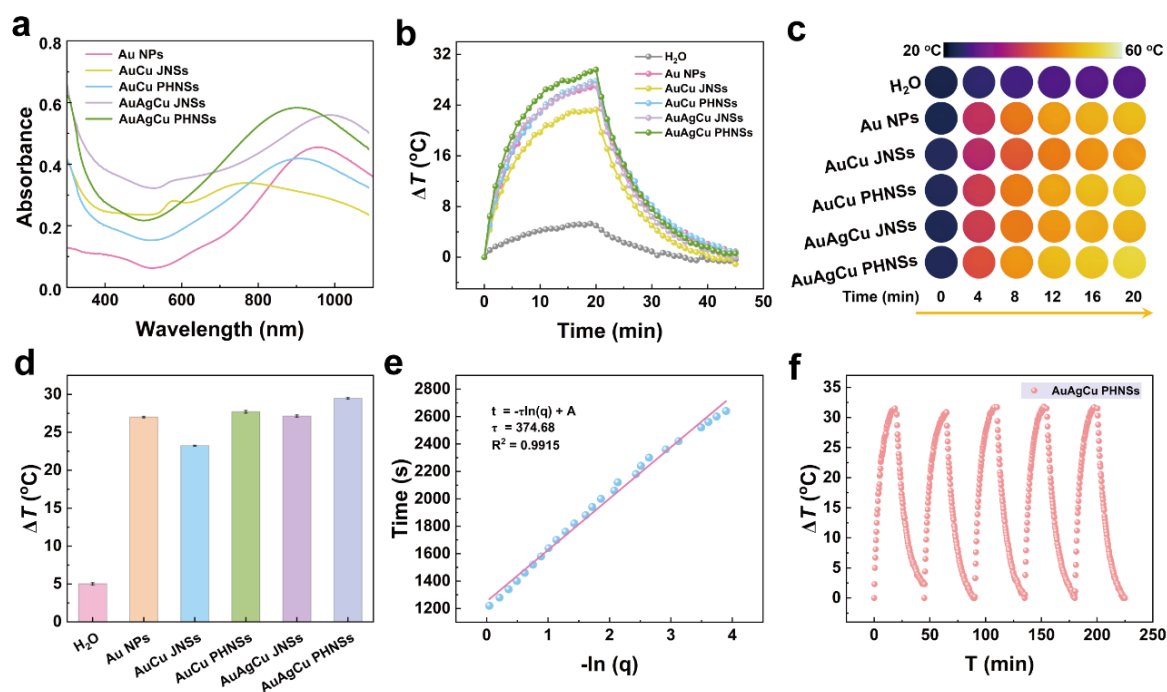 a
0.8
0.6
0.4
0.2
0.0
Absorbance
400
600
800
1000
Wavelength (nm)
Au NPs
AuCu JNSs
AuCu PHNSs
AuAgCu JNSs
AuAgCu PHNSs
b
32
24
16
8
0
ΔT (°C)
0
10
20
30
40
50
Time (min)
H₂O
Au NPs
AuCu JNSs
AuCu PHNSs
AuAgCu JNSs
AuAgCu PHNSs
c
20 °C
60 °C
H₂O
Au NPs
AuCu JNSs
AuCu PHNSs
AuAgCu JNSs
AuAgCu PHNSs
Time (min) 0 4 8 12 16 20
d
30
25
20
15
10
5
0
ΔT (°C)
H₂O
Au NPs
AuCu JNSs
AuCu PHNSs
AuAgCu JNSs
AuAgCu PHNSs
e
2800
2600
2400
2200
2000
1800
1600
1400
1200
Time (s)
t = -τln(q) + A
τ = 374.68
R² = 0.9915
0
1
2
3
4
-ln (q)
f
35
30
25
20
15
10
5
0
ΔT (°C)
AuAgCu PHNSs
0
50
100
150
200
250
T (min)